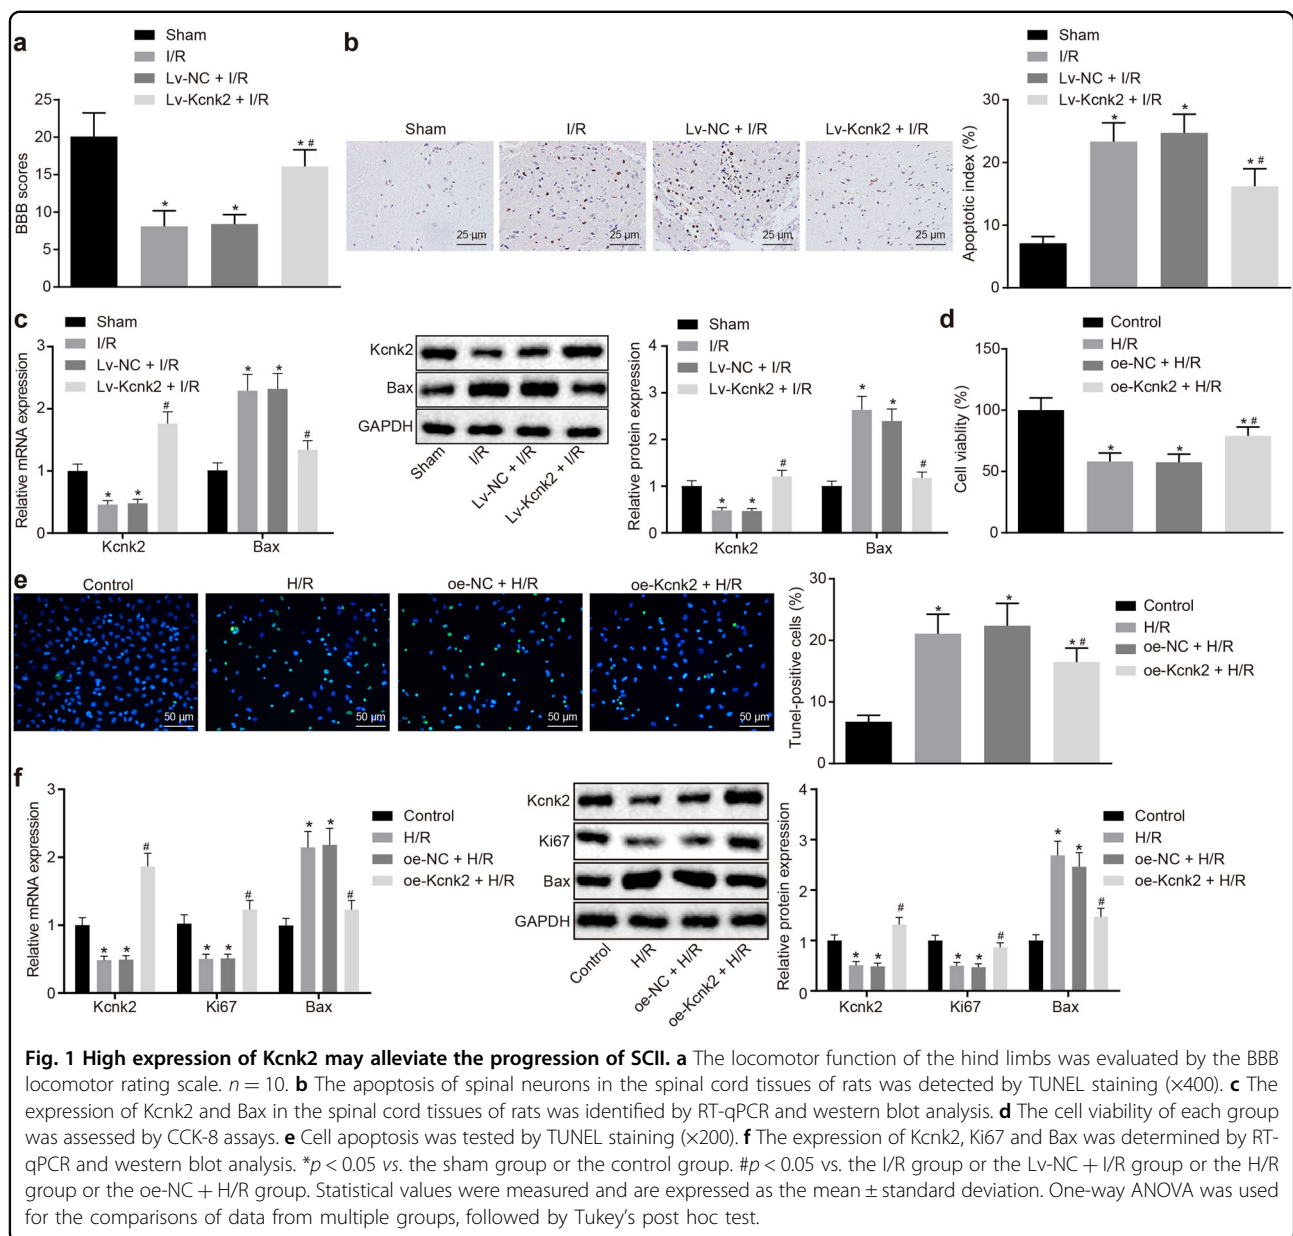 a
Sham
I/R
Lv-NC + I/R
Lv-Kcnk2 + I/R
BBB scores
25
20
15
10
5
0
*
*
* #
b
Sham
I/R
Lv-NC + I/R
Lv-Kcnk2 + I/R
25 µm
25 µm
25 µm
25 µm
Sham
I/R
Lv-NC + I/R
Lv-Kcnk2 + I/R
Apoptotic index (%)
30
20
10
0
*
*
* #
c
Sham
I/R
Lv-NC + I/R
Lv-Kcnk2 + I/R
Relative mRNA expression
3
2
1
0
*
*
#
*
*
#
Kcnk2
Bax
Kcnk2
Bax
GAPDH
Sham
I/R
Lv-NC + I/R
Lv-Kcnk2 + I/R
Sham
I/R
Lv-NC + I/R
Lv-Kcnk2 + I/R
Relative protein expression
4
3
2
1
0
*
*
#
*
*
#
Kcnk2
Bax
d
Control
H/R
oe-NC + H/R
oe-Kcnk2 + H/R
Cell viablity (%)
150
100
50
0
*
*
* #
e
Control
H/R
oe-NC + H/R
oe-Kcnk2 + H/R
50 µm
50 µm
50 µm
50 µm
Tunel-positive cells (%)
30
20
10
0
*
*
* #
Control
H/R
oe-NC + H/R
oe-Kcnk2 + H/R
f
Relative mRNA expression
3
2
1
0
*
*
#
*
*
#
*
*
#
Kcnk2
Ki67
Bax
Control
H/R
oe-NC + H/R
oe-Kcnk2 + H/R
Kcnk2
Ki67
Bax
GAPDH
Control
H/R
oe-NC + H/R
oe-Kcnk2 + H/R
Relative protein expression
4
3
2
1
0
*
*
#
*
*
#
*
*
#
Kcnk2
Ki67
Bax
Control
H/R
oe-NC + H/R
oe-Kcnk2 + H/R
Fig. 1 High expression of Kcnk2 may alleviate the progression of SCII. a The locomotor function of the hind limbs was evaluated by the BBB
locomotor rating scale. n = 10. b The apoptosis of spinal neurons in the spinal cord tissues of rats was detected by TUNEL staining (×400). c The
expression of Kcnk2 and Bax in the spinal cord tissues of rats was identified by RT-qPCR and western blot analysis. d The cell viability of each group
was assessed by CCK-8 assays. e Cell apoptosis was tested by TUNEL staining (×200). f The expression of Kcnk2, Ki67 and Bax was determined by RT-
qPCR and western blot analysis. *p < 0.05 vs. the sham group or the control group. #p < 0.05 vs. the I/R group or the Lv-NC + I/R group or the H/R
group or the oe-NC + H/R group. Statistical values were measured and are expressed as the mean ± standard deviation. One-way ANOVA was used
for the comparisons of data from multiple groups, followed by Tukey's post hoc test.